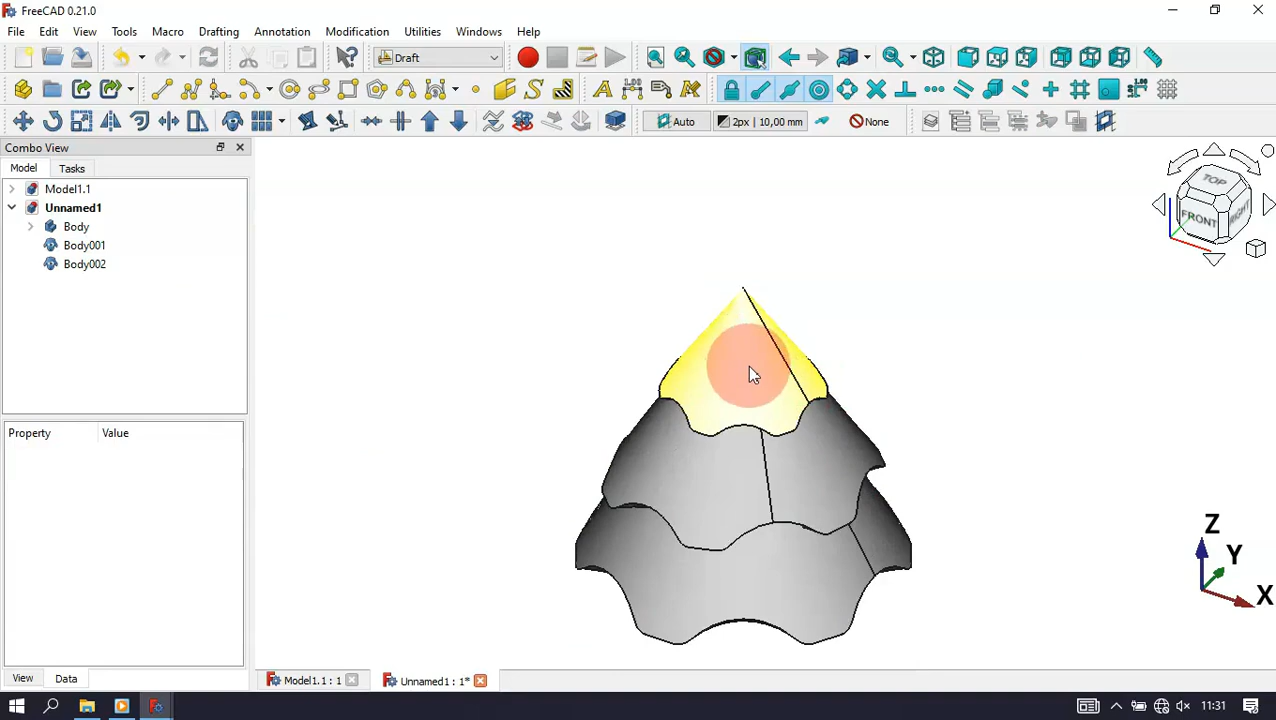 FreeCAD 0.21.0
File Edit View Tools Macro Drafting Annotation Modification Utilities Windows Help
Draft
1.00
Auto 2px | 10,00 mm None
Combo View
Model Tasks
Model1.1
Unnamed1
Body
Body001
Body002
Property Value
View Data
TOP
FRONT
RIGHT
Z
Y
X
Model1.1 : 1 Unnamed1 : 1*
11:31